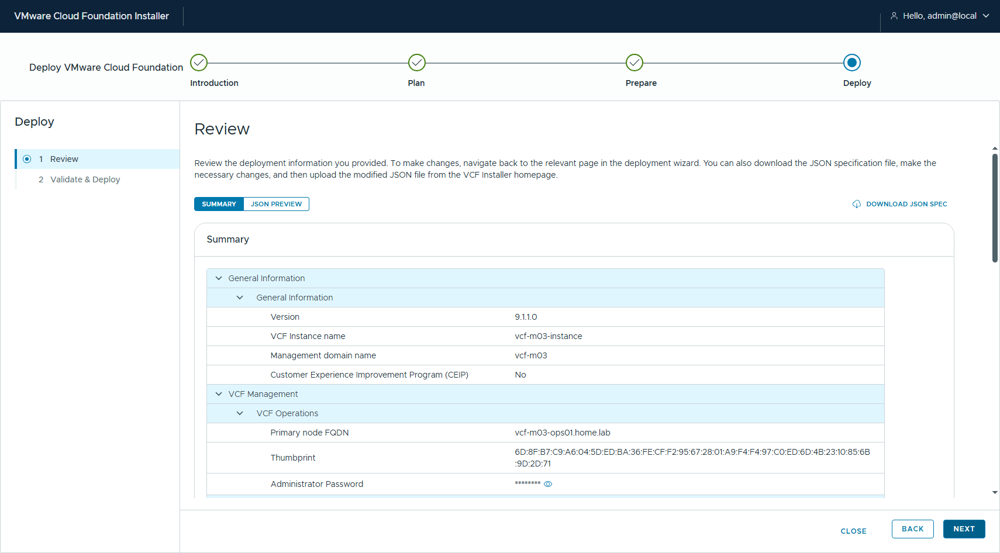 VMware Cloud Foundation Installer
Hello, admin@local
Deploy VMware Cloud Foundation
Introduction
Plan
Prepare
Deploy
Deploy
1 Review
2 Validate & Deploy
Review
Review the deployment information you provided. To make changes, navigate back to the relevant page in the deployment wizard. You can also download the JSON specification file, make the
necessary changes, and then upload the modified JSON file from the VCF Installer homepage.
SUMMARY
JSON PREVIEW
DOWNLOAD JSON SPEC
Summary
General Information
General Information
Version 9.1.1.0
VCF Instance name vcf-m03-instance
Management domain name vcf-m03
Customer Experience Improvement Program (CEIP) No
VCF Management
VCF Operations
Primary node FQDN vcf-m03-ops01.home.lab
Thumbprint 6D:8F:B7:C9:A6:04:5D:ED:BA:36:FE:CF:F2:95:67:28:01:A9:F4:F4:97:C0:ED:6D:4B:23:10:85:6B
:9D:2D:71
Administrator Password ********
CLOSE
BACK
NEXT